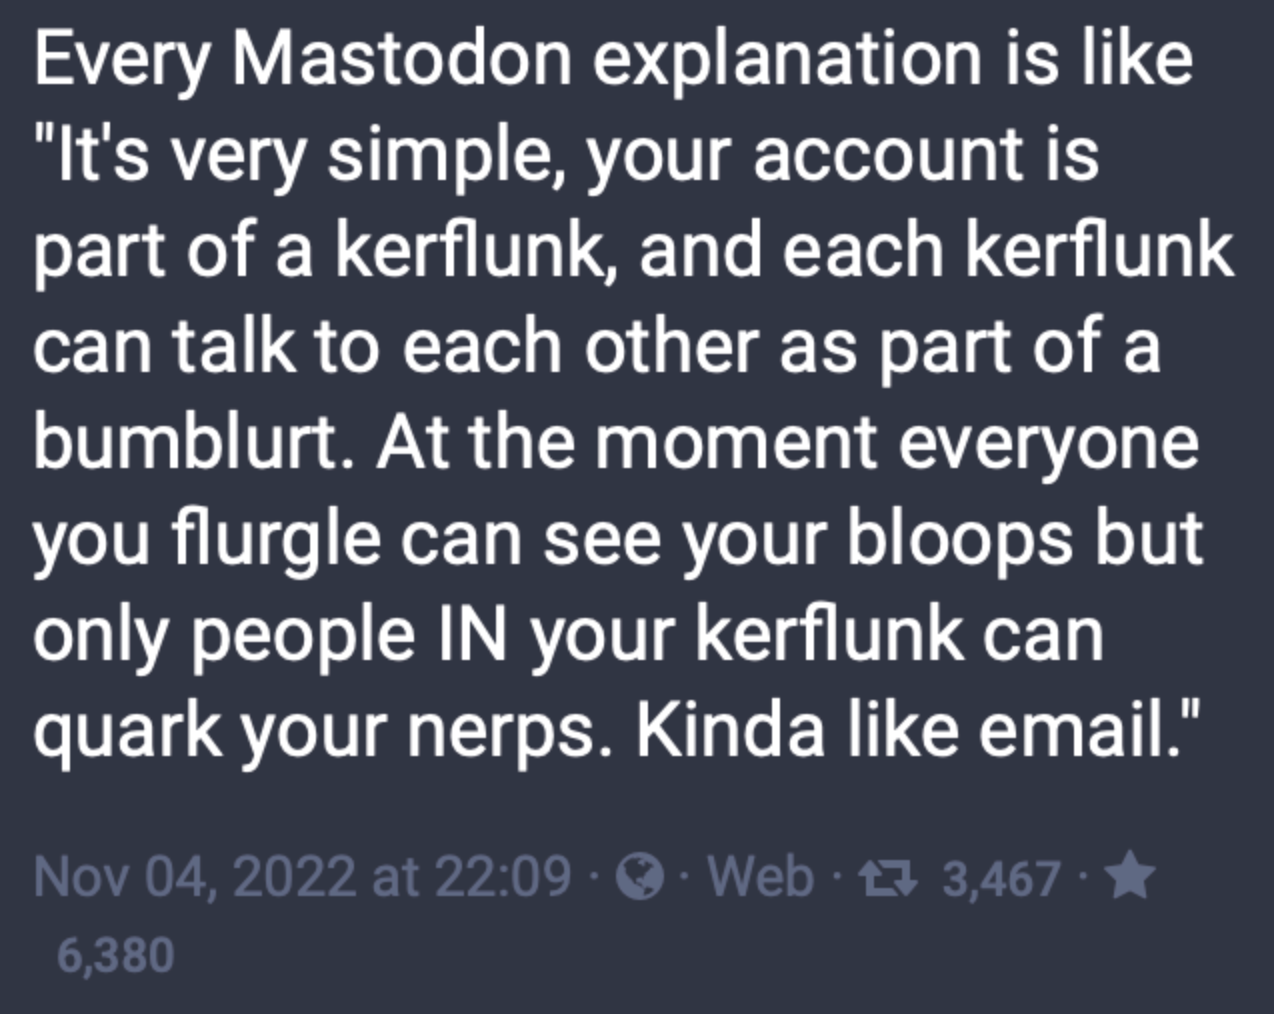 Every Mastodon explanation is like
"It's very simple, your account is
part of a kerflunk, and each kerflunk
can talk to each other as part of a
bumblurt. At the moment everyone
you flurgle can see your bloops but
only people IN your kerflunk can
quark your nerps. Kinda like email."
Nov 04, 2022 at 22:09 · · Web · 3,467 ·
6,380